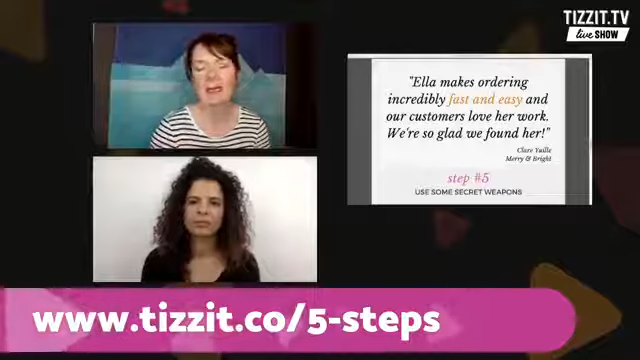 TIZZIT.TV
live SHOW
"Ella makes ordering
incredibly fast and easy and
our customers love her work.
We're so glad we found her!"
Clare Yuille
Merry & Bright
step #5
USE SOME SECRET WEAPONS
www.tizzit.co/5-steps